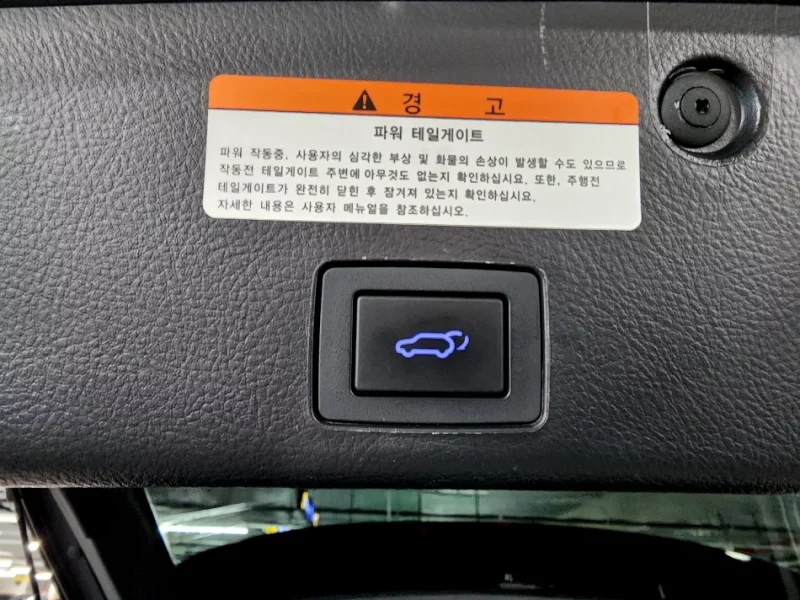 경 고
파워 테일게이트
파워 작동중, 사용자의 심각한 부상 및 화물의 손상이 발생할 수도 있으므로
작동전 테일게이트 주변에 아무것도 없는지 확인하십시요. 또한, 주행전
테일게이트가 완전히 닫힌 후 잠겨져 있는지 확인하십시요.
자세한 내용은 사용자 메뉴얼을 참조하십시오.